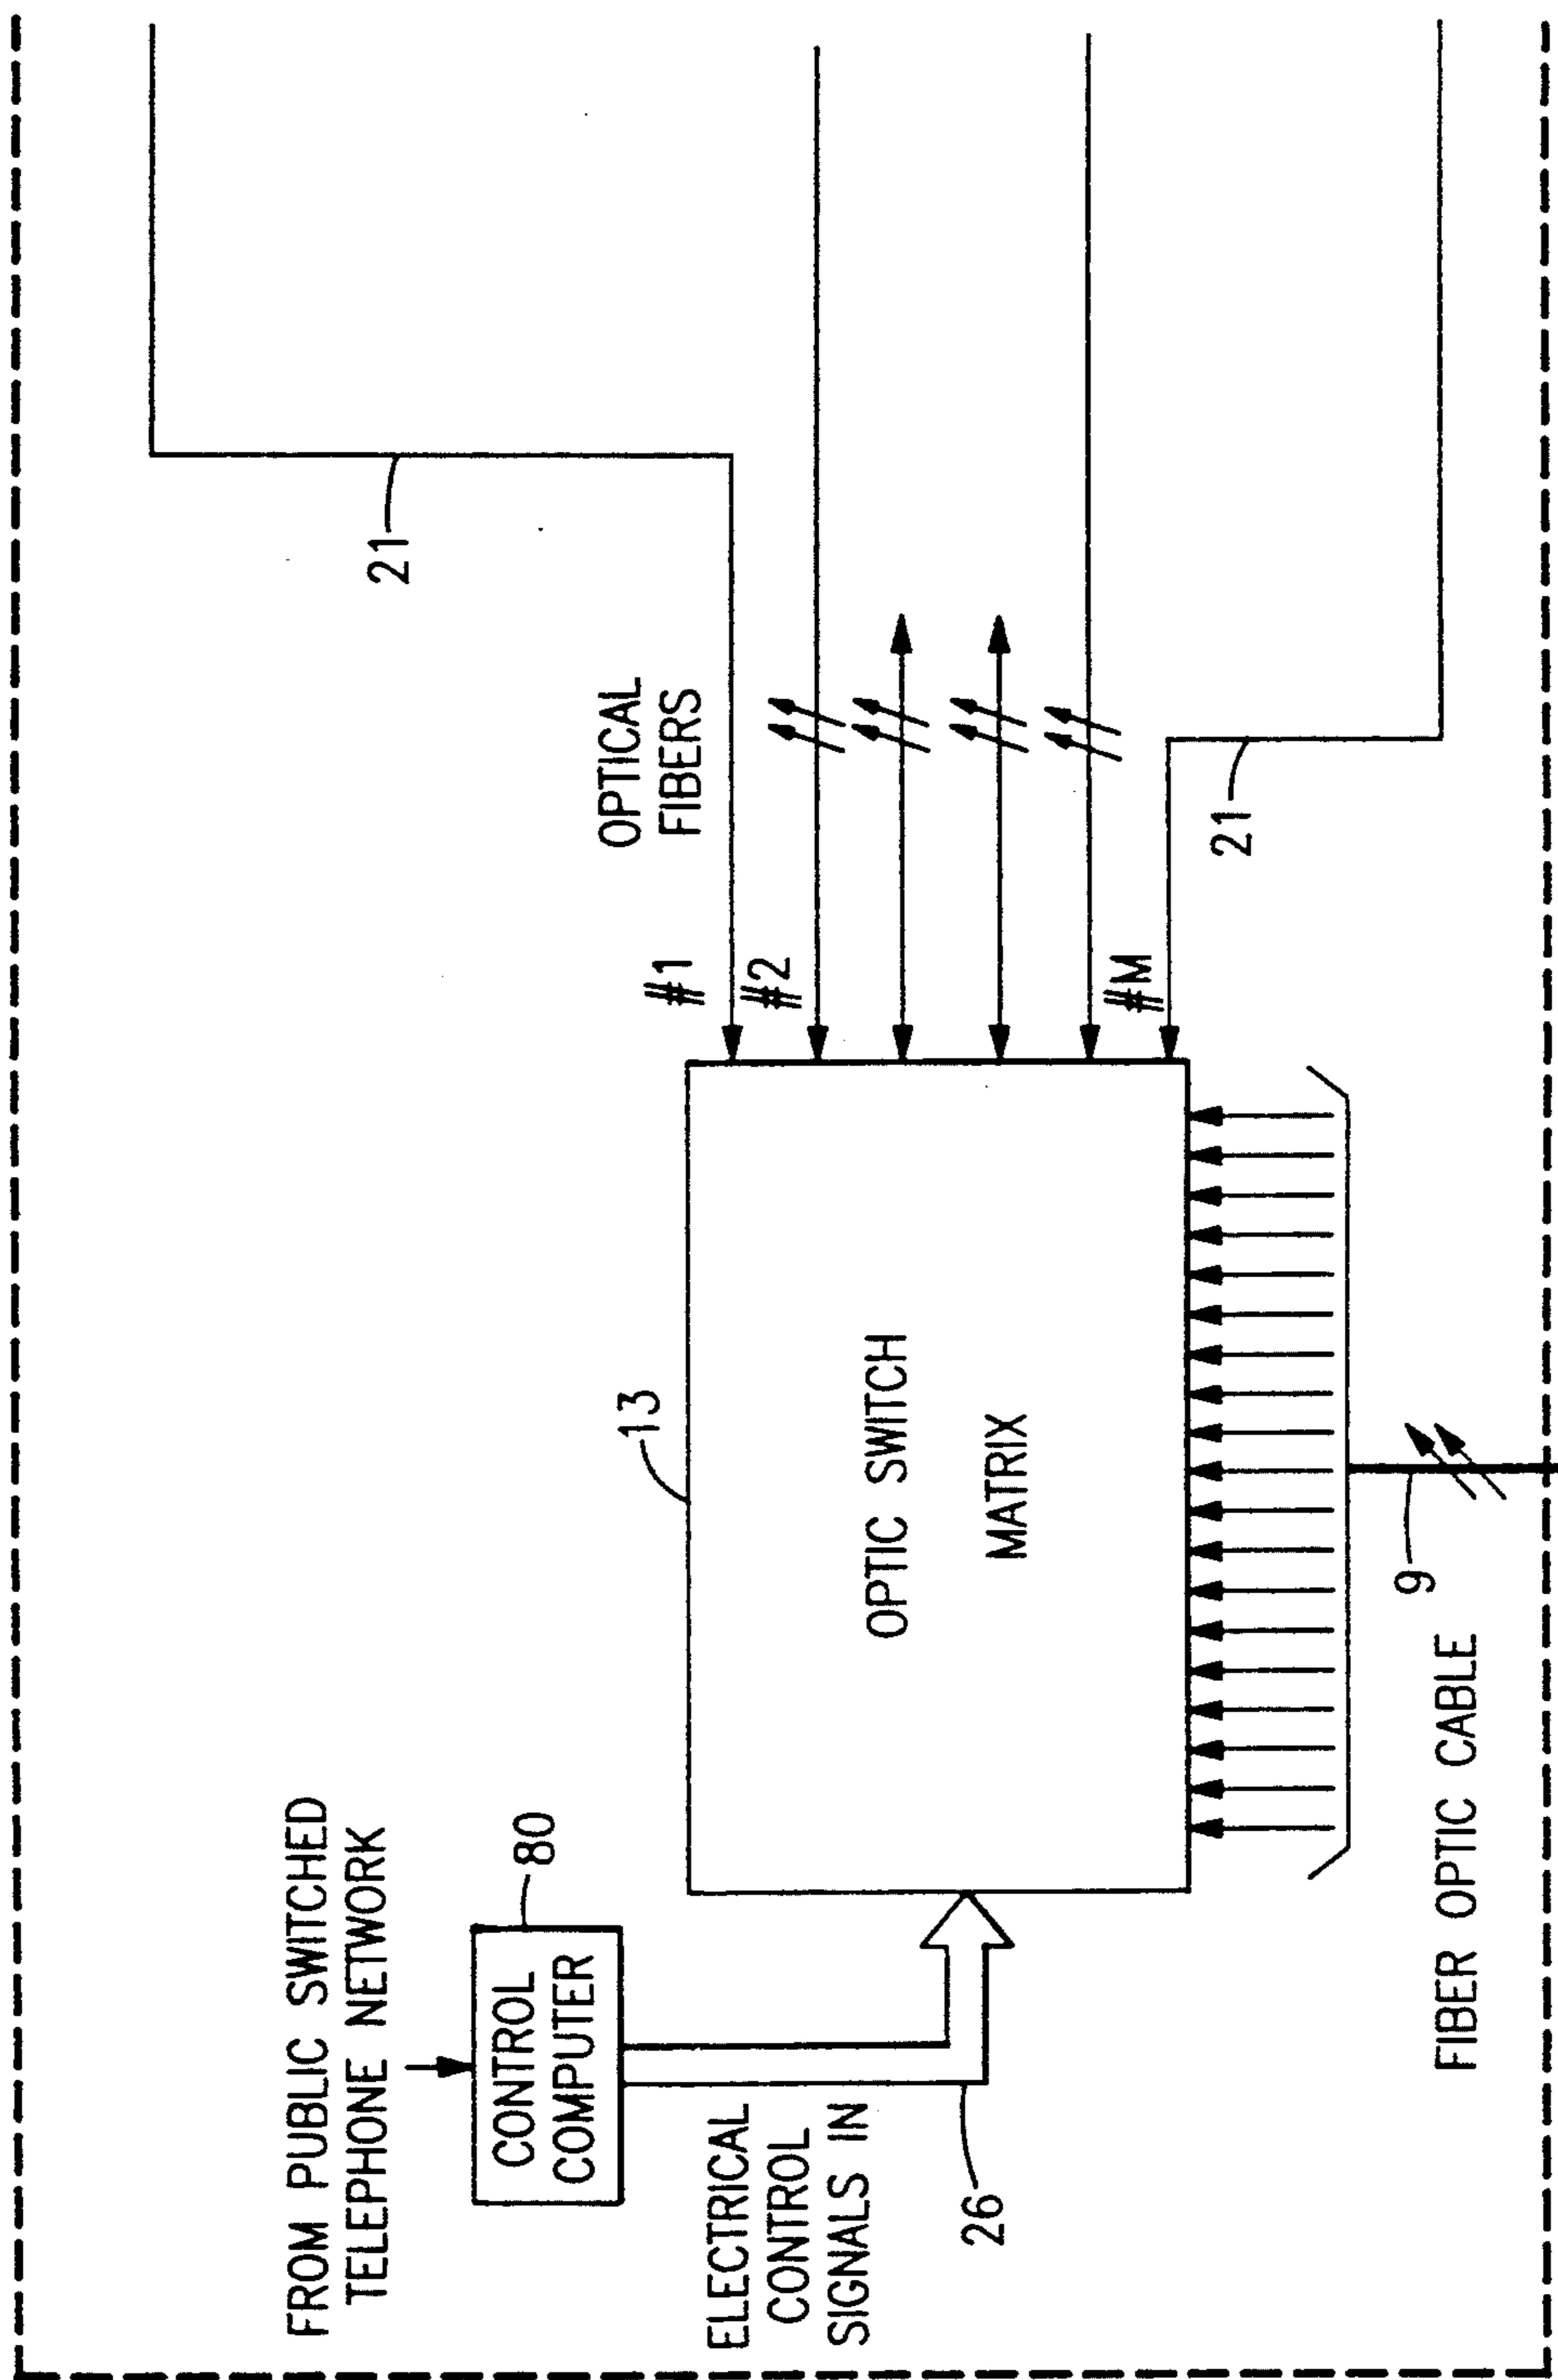 FROM PUBLIC SWITCHED
TELEPHONE NETWORK
CONTROL
COMPUTER
80
ELECTRICAL
CONTROL
SIGNALS IN
26
13
OPTIC SWITCH
MATRIX
FIBER OPTIC CABLE
9
#1
#2
#M
OPTICAL
FIBERS
21
21